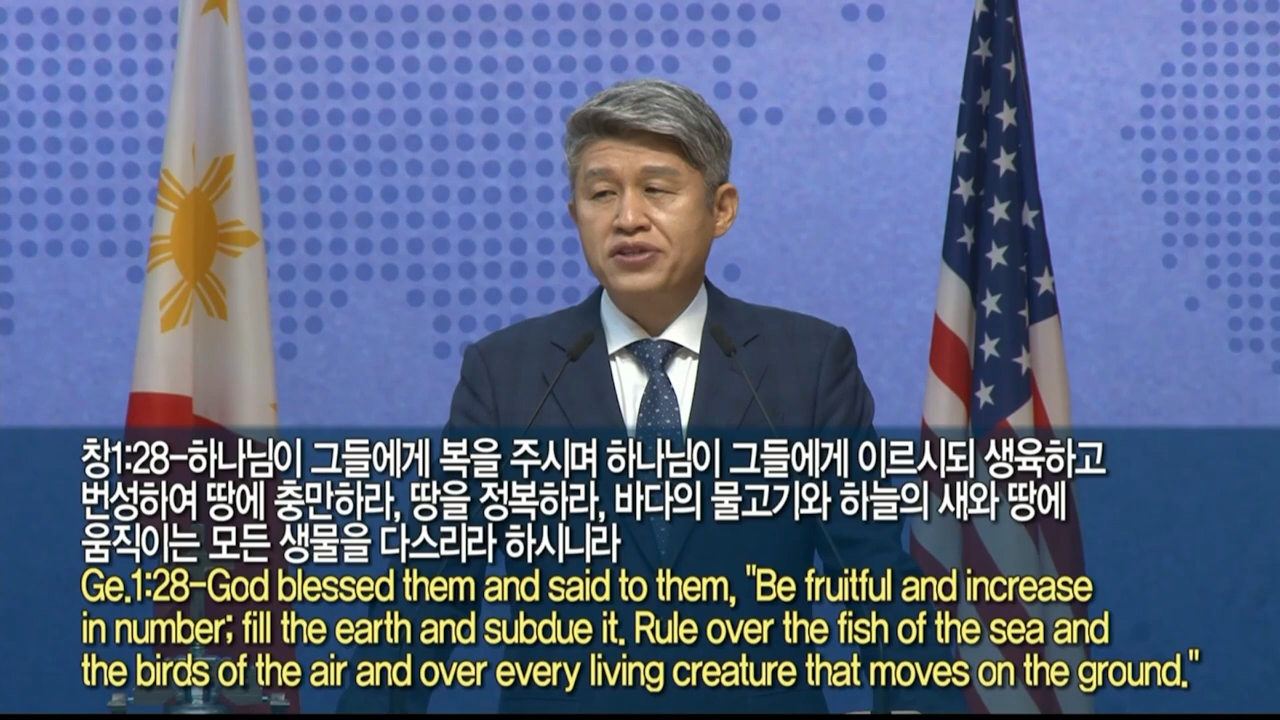 창1:28-하나님이 그들에게 복을 주시며 하나님이 그들에게 이르시되 생육하고
번성하여 땅에 충만하라, 땅을 정복하라, 바다의 물고기와 하늘의 새와 땅에
움직이는 모든 생물을 다스리라 하시니라
Ge.1:28-God blessed them and said to them, "Be fruitful and increase
in number; fill the earth and subdue it. Rule over the fish of the sea and
the birds of the air and over every living creature that moves on the ground."